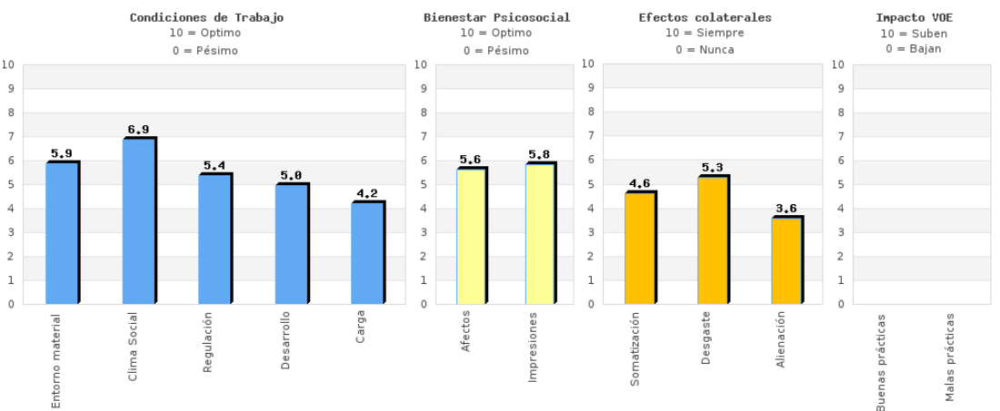 Condiciones de Trabajo
10 = Optimo
0 = Pésimo
10
9
8
7
6
5
4
3
2
1
0
5.9
6.9
5.4
5.0
4.2
Entorno material
Clima Social
Regulación
Desarrollo
Carga
Bienestar Psicosocial
10 = Optimo
0 = Pésimo
10
9
8
7
6
5
4
3
2
1
0
5.6
5.8
Afectos
Impresiones
Efectos colaterales
10 = Siempre
0 = Nunca
10
9
8
7
6
5
4
3
2
1
0
4.6
5.3
3.6
Somatización
Desgaste
Alienación
Impacto VOE
10 = Suben
0 = Bajan
10
9
8
7
6
5
4
3
2
1
0
Buenas prácticas
Malas prácticas